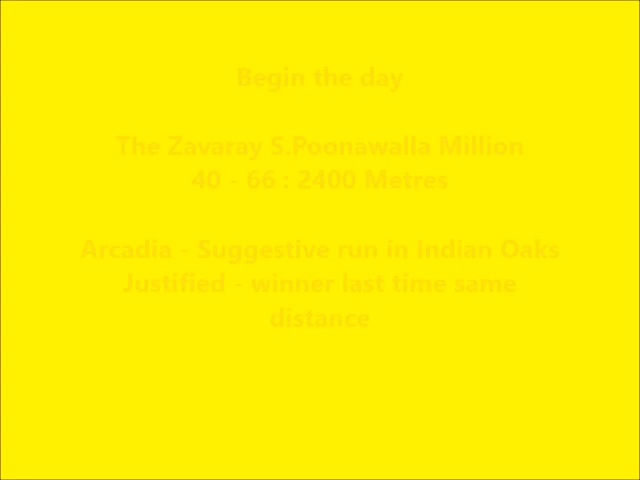 Begin the day
The Zavaray S.Poonawalla Million
40 - 66 : 2400 Metres
Arcadia - Suggestive run in Indian Oaks
Justified - winner last time same
distance